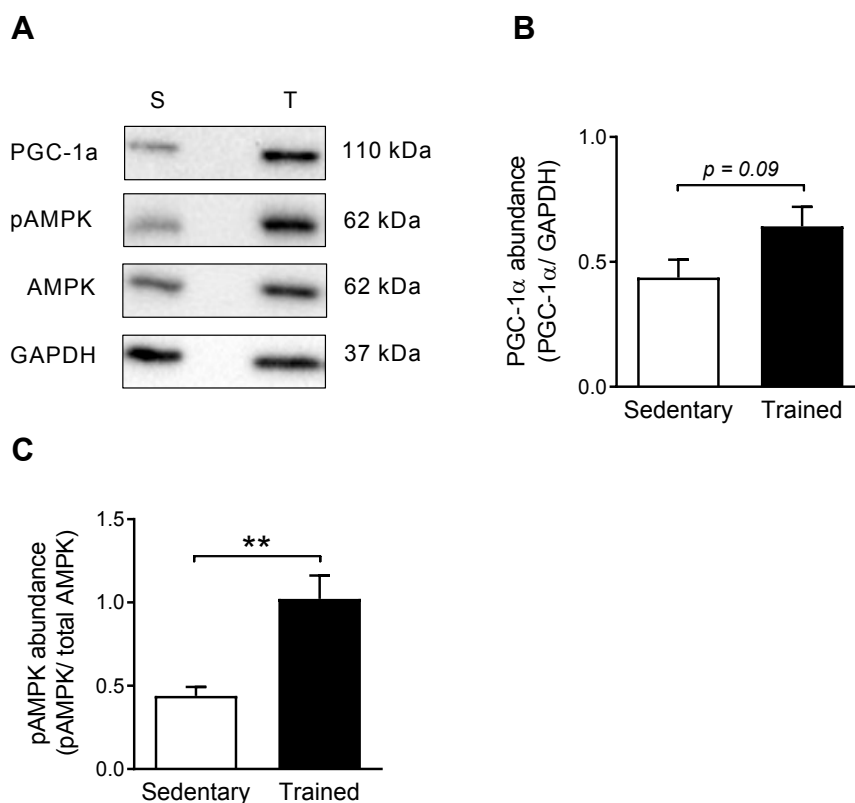 A
S T
PGC-1a 110 kDa
pAMPK 62 kDa
AMPK 62 kDa
GAPDH 37 kDa
B
PGC-1α abundance
(PGC-1α/ GAPDH)
1.0
0.5
0.0
p = 0.09
Sedentary Trained
C
pAMPK abundance
(pAMPK/ total AMPK)
1.5
1.0
0.5
0.0
**
Sedentary Trained